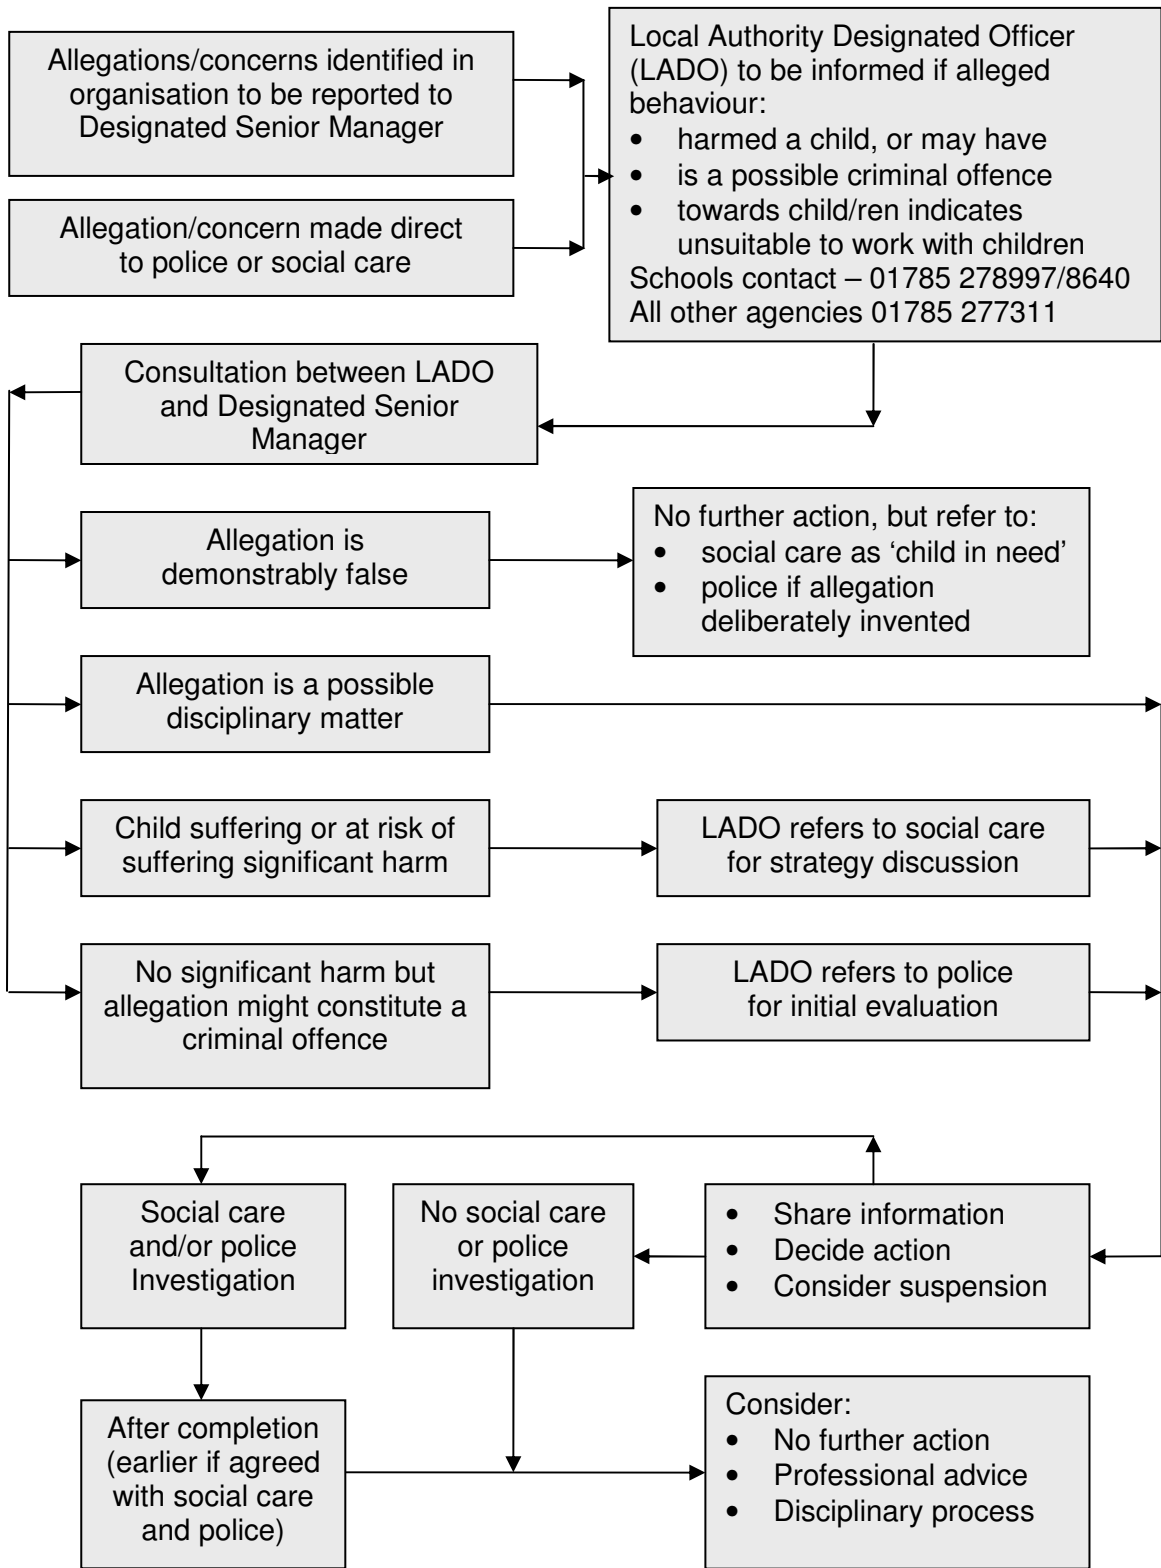 Allegations/concerns identified in
organisation to be reported to
Designated Senior Manager
Allegation/concern made direct
to police or social care
Local Authority Designated Officer
(LADO) to be informed if alleged
behaviour:
• harmed a child, or may have
• is a possible criminal offence
• towards child/ren indicates
unsuitable to work with children
Schools contact – 01785 278997/8640
All other agencies 01785 277311
Consultation between LADO
and Designated Senior
Manager
Allegation is
demonstrably false
No further action, but refer to:
• social care as ‘child in need’
• police if allegation
deliberately invented
Allegation is a possible
disciplinary matter
Child suffering or at risk of
suffering significant harm
LADO refers to social care
for strategy discussion
No significant harm but
allegation might constitute a
criminal offence
LADO refers to police
for initial evaluation
Social care
and/or police
Investigation
No social care
or police
investigation
• Share information
• Decide action
• Consider suspension
After completion
(earlier if agreed
with social care
and police)
Consider:
• No further action
• Professional advice
• Disciplinary process